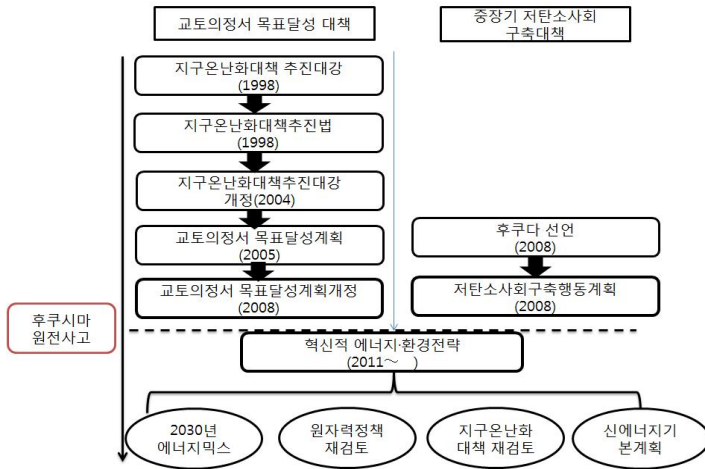 교토의정서 목표달성 대책
중장기 저탄소사회
구축대책
지구온난화대책 추진대강
(1998)
지구온난화대책추진법
(1998)
지구온난화대책추진대강
개정(2004)
교토의정서 목표달성계획
(2005)
후쿠다 선언
(2008)
교토의정서 목표달성계획개정
(2008)
저탄소사회구축행동계획
(2008)
후쿠시마
원전사고
혁신적 에너지·환경전략
(2011～ )
2030년
에너지믹스
원자력정책
재검토
지구온난화
대책 재검토
신에너지기
본계획